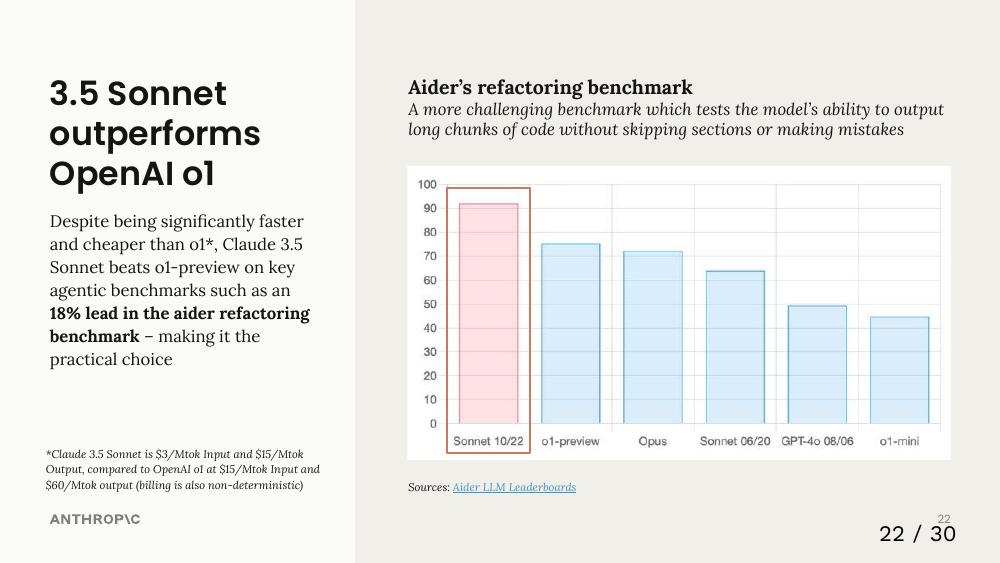 3.5 Sonnet
outperforms
OpenAI o1
Despite being significantly faster
and cheaper than o1*, Claude 3.5
Sonnet beats o1-preview on key
agentic benchmarks such as an
18% lead in the aider refactoring
benchmark – making it the
practical choice
*Claude 3.5 Sonnet is $3/Mtok Input and $15/Mtok
Output, compared to OpenAI o1 at $15/Mtok Input and
$60/Mtok output (billing is also non-deterministic)
ANTHROP\C
Aider’s refactoring benchmark
A more challenging benchmark which tests the model’s ability to output
long chunks of code without skipping sections or making mistakes
100
90
80
70
60
50
40
30
20
10
0
Sonnet 10/22 o1-preview Opus Sonnet 06/20 GPT-4o 08/06 o1-mini
Sources: Aider LLM Leaderboards
22
22 / 30